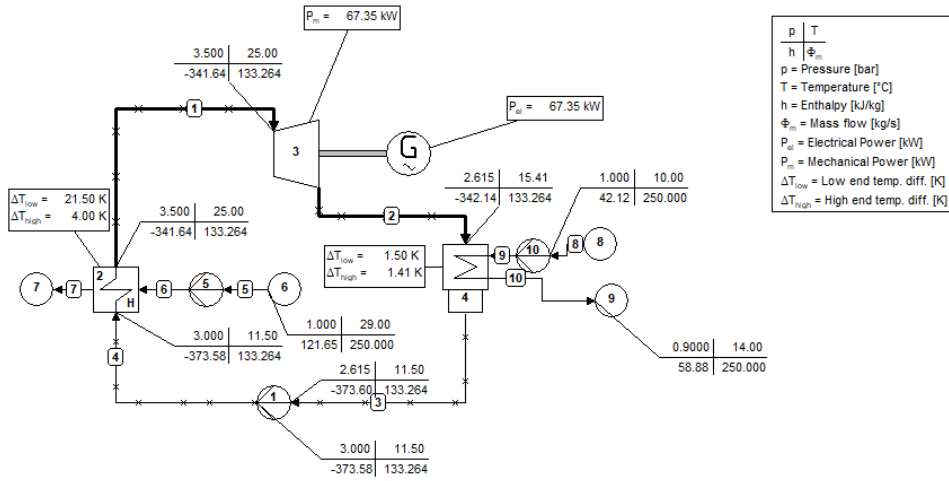 P_m = 67.35 kW
p T
h Φ_m
p = Pressure [bar]
T = Temperature [°C]
h = Enthalpy [kJ/kg]
Φ_m = Mass flow [kg/s]
P_el = Electrical Power [kW]
P_m = Mechanical Power [kW]
ΔT_low = Low end temp. diff. [K]
ΔT_high = High end temp. diff. [K]
3.500 25.00
-341.64 133.264
1
P_el = 67.35 kW
3
G
~
2.615 15.41
-342.14 133.264
1.000 10.00
42.12 250.000
ΔT_low = 21.50 K
ΔT_high = 4.00 K
3.500 25.00
-341.64 133.264
2
ΔT_low = 1.50 K
ΔT_high = 1.41 K
9
10
8
8
10
4
9
2
H
7
7
6
5
5
6
3.000 11.50
-373.58 133.264
4
1.000 29.00
121.65 250.000
0.9000 14.00
58.88 250.000
2.615 11.50
-373.60 133.264
1
3
3.000 11.50
-373.58 133.264